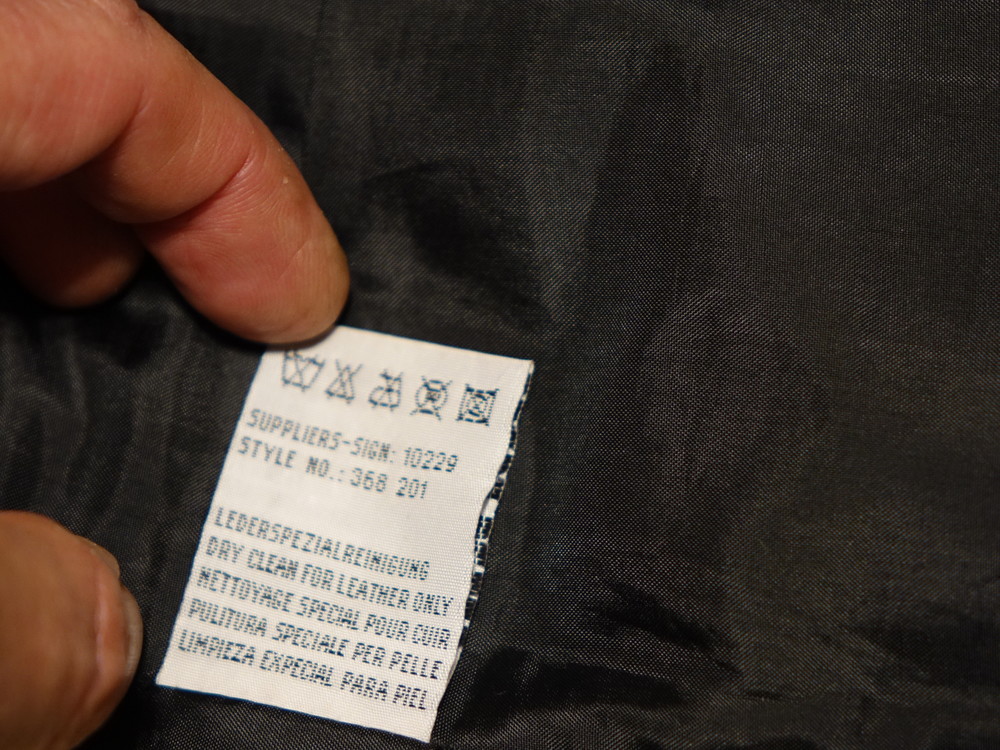 SUPPLIERS-SIGN: 10229
STYLE NO.: 368 201
LEDERSPEZIALREINIGUNG
DRY CLEAN FOR LEATHER ONLY
NETTOYAGE SPECIAL POUR CUIR
PULITURA SPECIALE PER PELLE
LIMPIEZA EXPECIAL PARA PIEL